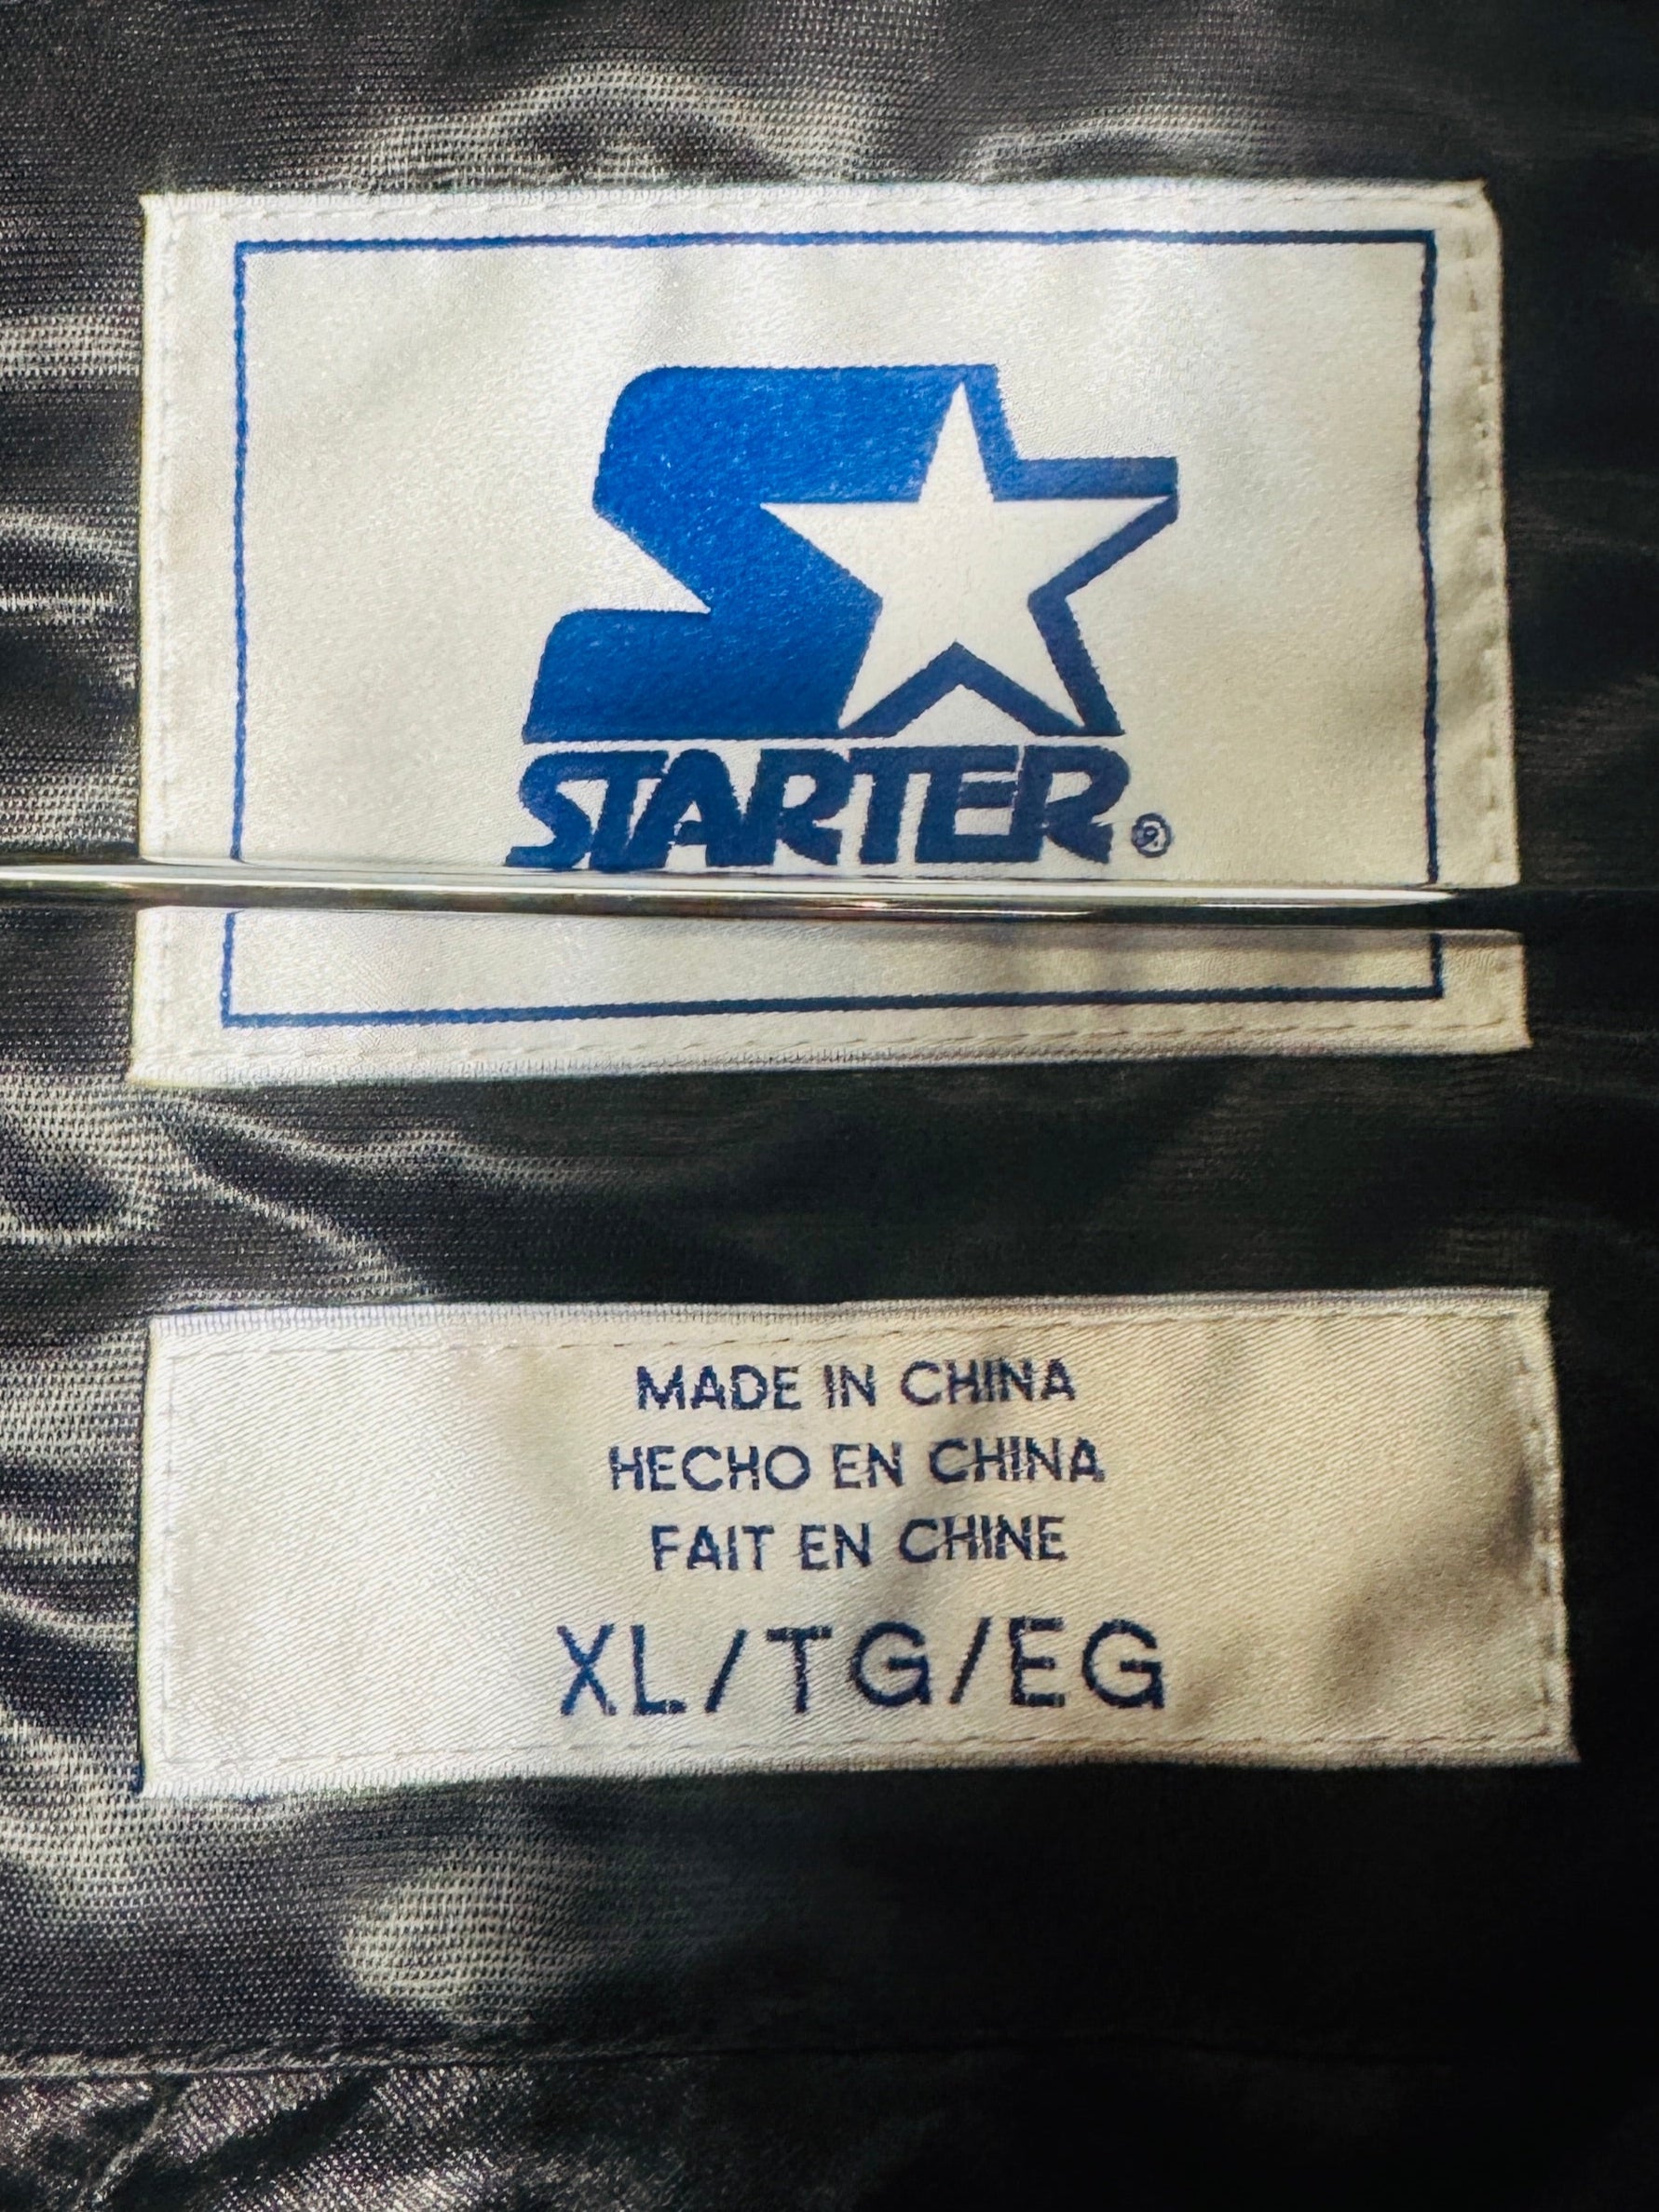 STARTER®
MADE IN CHINA
HECHO EN CHINA
FAIT EN CHINE
XL/TG/EG